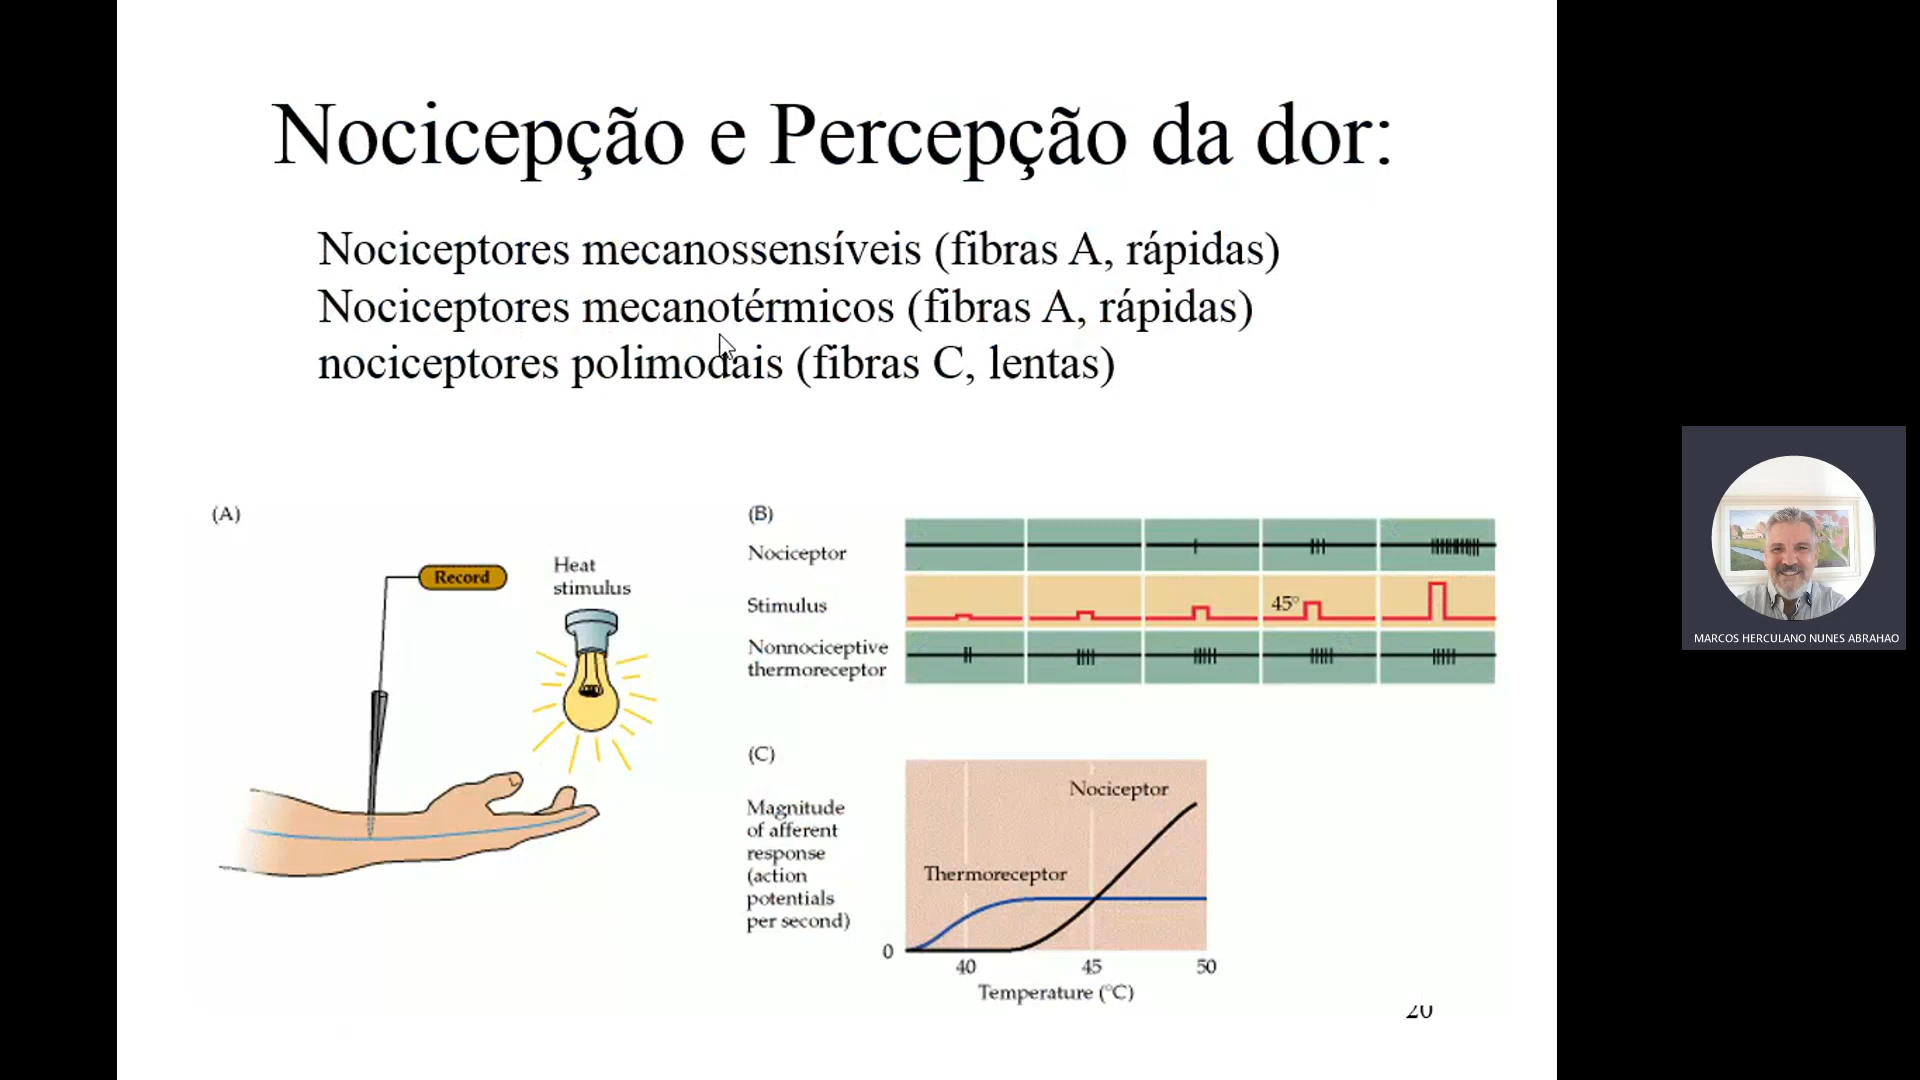 Nocicepção e Percepção da dor:
Nociceptores mecanossensíveis (fibras A, rápidas)
Nociceptores mecanotérmicos (fibras A, rápidas)
nociceptores polimodais (fibras C, lentas)
(A)
Record
Heat
stimulus
(B)
Nociceptor
Stimulus
45°
Nonnociceptive
thermoreceptor
(C)
Magnitude
of afferent
response
(action
potentials
per second)
Nociceptor
Thermoreceptor
0
40 45 50
Temperature (°C)
20
MARCOS HERCULANO NUNES ABRAHAO